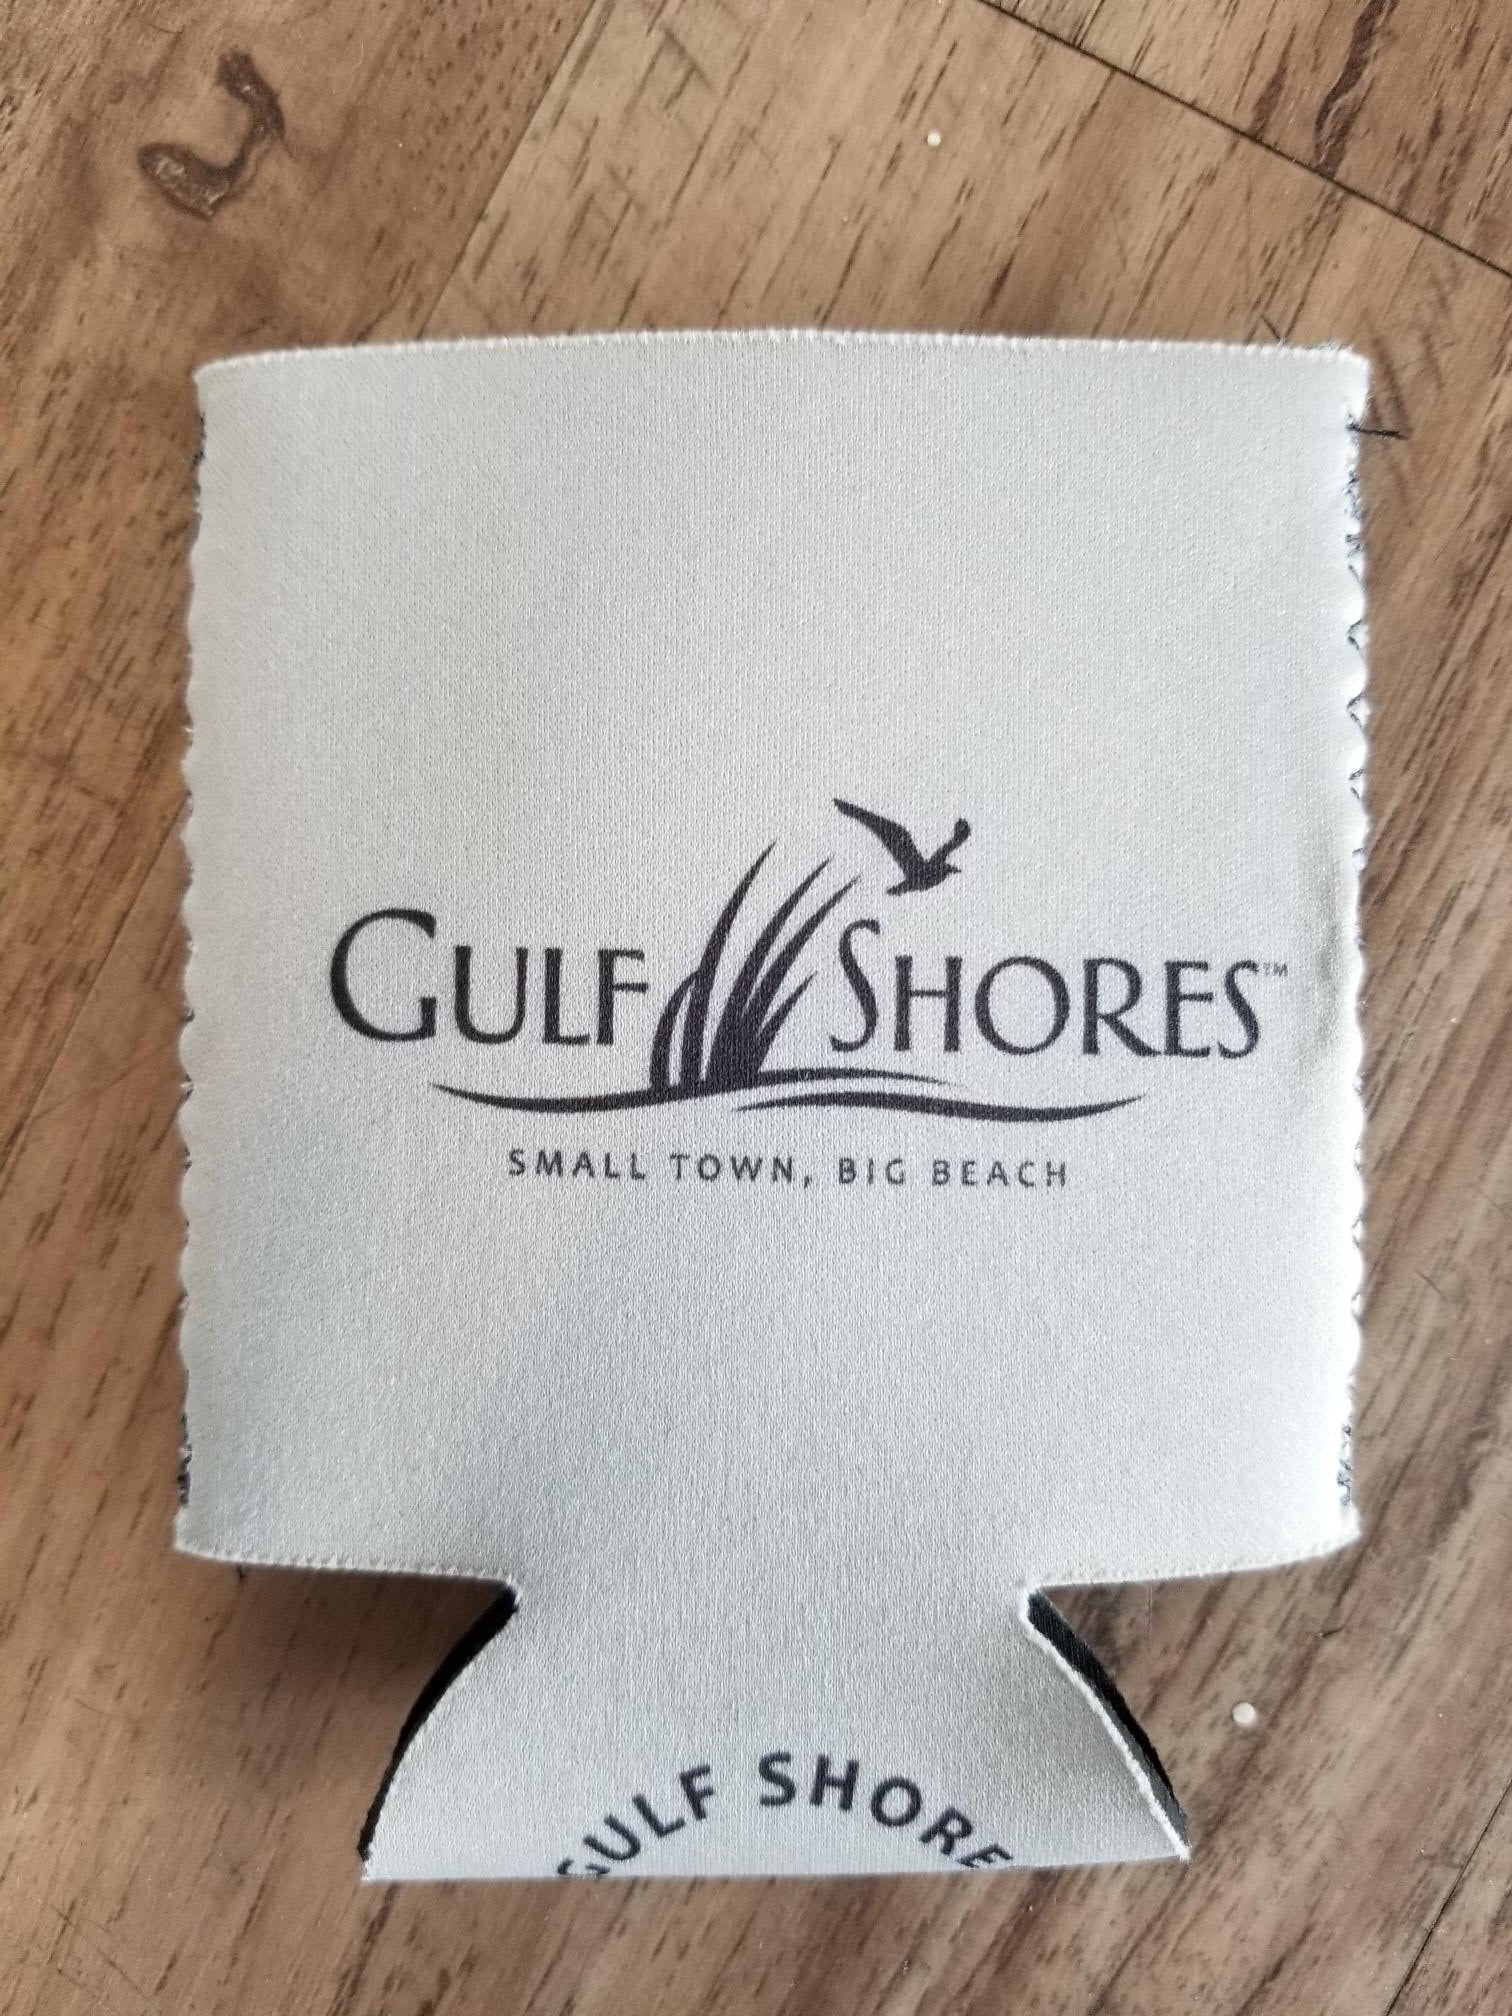 GULF SHORES™
SMALL TOWN, BIG BEACH
GULF SHORE